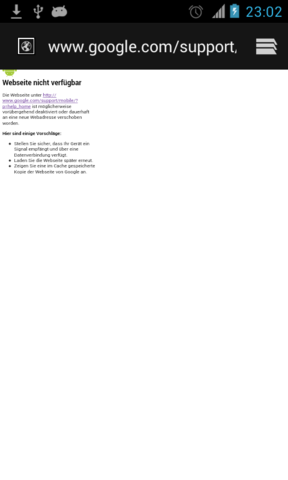 23:02
www.google.com/support,
Webseite nicht verfügbar
Die Webseite unter http://
www.google.com/support/mobile/?
p=help_home ist möglicherweise
vorübergehend deaktiviert oder dauerhaft
an eine neue Webadresse verschoben
worden.
Hier sind einige Vorschläge:
Stellen Sie sicher, dass Ihr Gerät ein
Signal empfängt und über eine
Datenverbindung verfügt.
Laden Sie die Webseite später erneut.
Zeigen Sie eine im Cache gespeicherte
Kopie der Webseite von Google an.